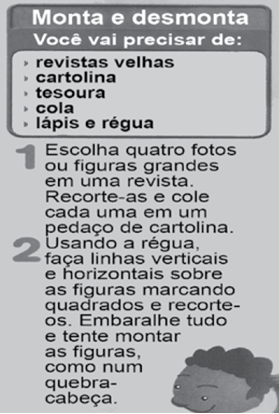 Monta e desmonta
Você vai precisar de:
› revistas velhas
› cartolina
› tesoura
› cola
› lápis e régua
1 Escolha quatro fotos
ou figuras grandes
em uma revista.
Recorte-as e cole
cada uma em um
pedaço de cartolina.
2 Usando a régua,
faça linhas verticais
e horizontais sobre
as figuras marcando
quadrados e recorte-
os. Embaralhe tudo
e tente montar
as figuras,
como num
quebra-
cabeça.